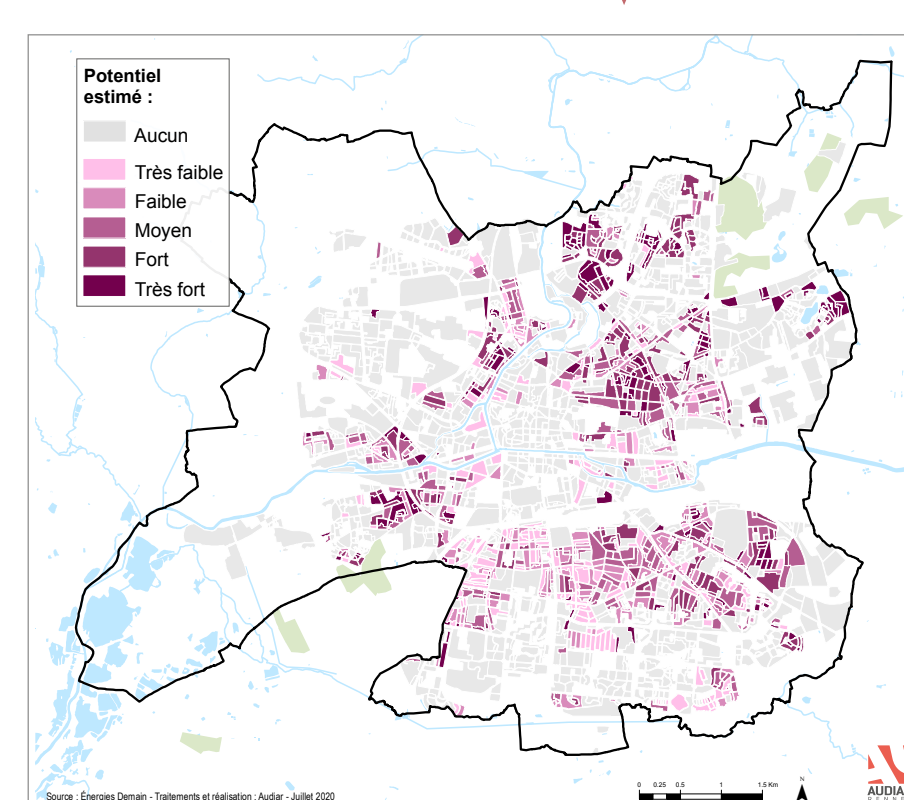 Potentiel
estimé :
Aucun
Très faible
Faible
Moyen
Fort
Très fort
Source : Énergies Demain - Traitements et réalisation : Audiar - Juillet 2020
0 0.25 0.5 1 1.5 Km
N
AUDIAR